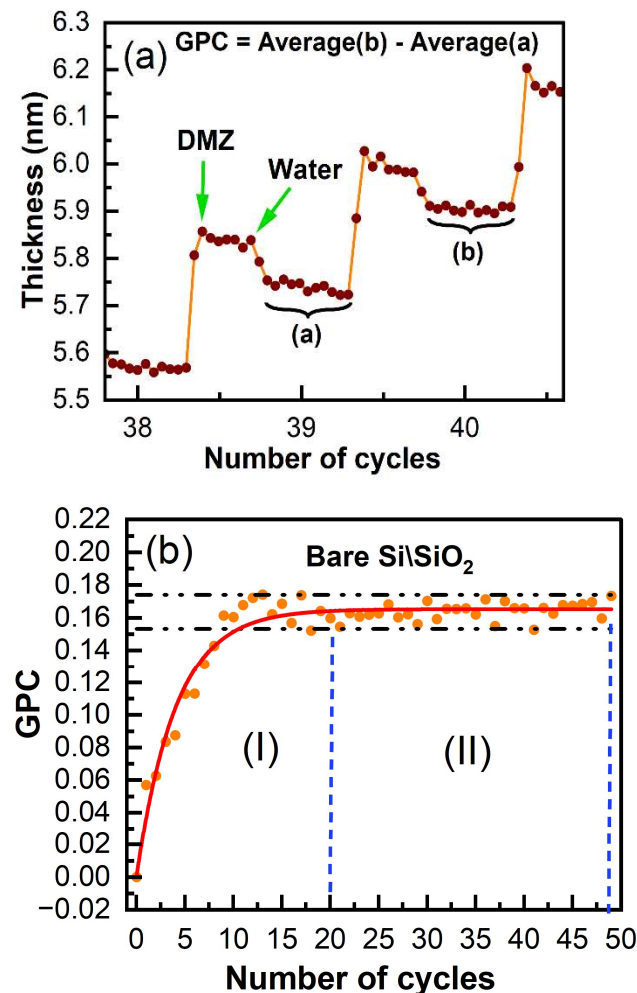 (a)
GPC = Average(b) - Average(a)
6.3
6.2
6.1
6.0
5.9
5.8
5.7
5.6
5.5
Thickness (nm)
DMZ
Water
(a)
(b)
38
39
40
Number of cycles
(b)
Bare Si\SiO₂
0.22
0.20
0.18
0.16
0.14
0.12
0.10
0.08
0.06
0.04
0.02
0.00
−0.02
GPC
(I)
(II)
0 5 10 15 20 25 30 35 40 45 50
Number of cycles